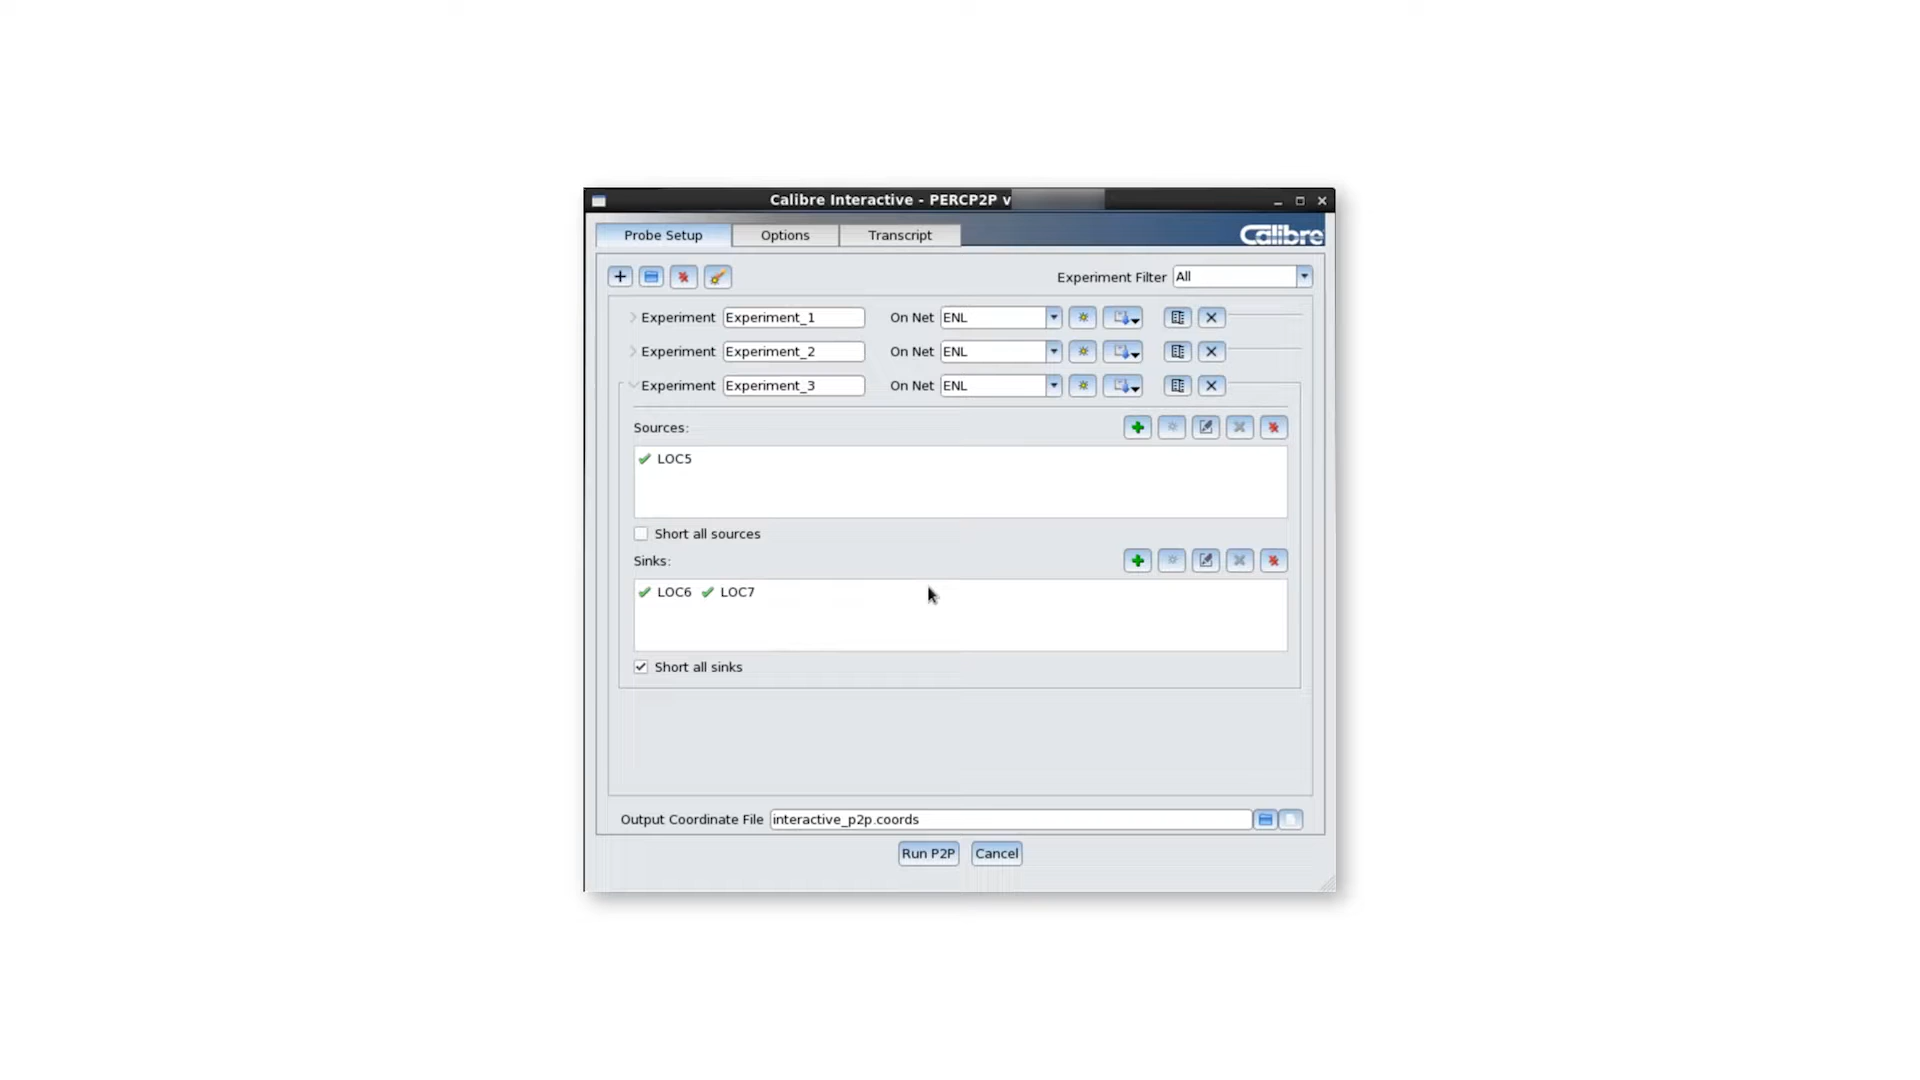 Calibre Interactive - PERCP2P v
Probe Setup Options Transcript Calibre
Experiment Filter All
Experiment Experiment_1 On Net ENL
Experiment Experiment_2 On Net ENL
Experiment Experiment_3 On Net ENL
Sources:
LOC5
Short all sources
Sinks:
LOC6 LOC7
Short all sinks
Output Coordinate File interactive_p2p.coords
Run P2P Cancel